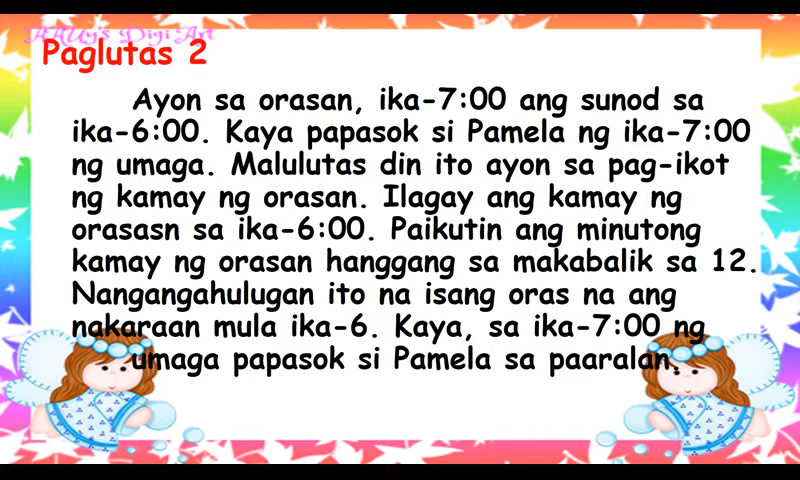 AAUy's Digi Art
Paglutas 2
Ayon sa orasan, ika-7:00 ang sunod sa
ika-6:00. Kaya papasok si Pamela ng ika-7:00
ng umaga. Malulutas din ito ayon sa pag-ikot
ng kamay ng orasan. Ilagay ang kamay ng
orasasn sa ika-6:00. Paikutin ang minutong
kamay ng orasan hanggang sa makabalik sa 12.
Nangangahulugan ito na isang oras na ang
nakaraan mula ika-6. Kaya, sa ika-7:00 ng
umaga papasok si Pamela sa paaralan.